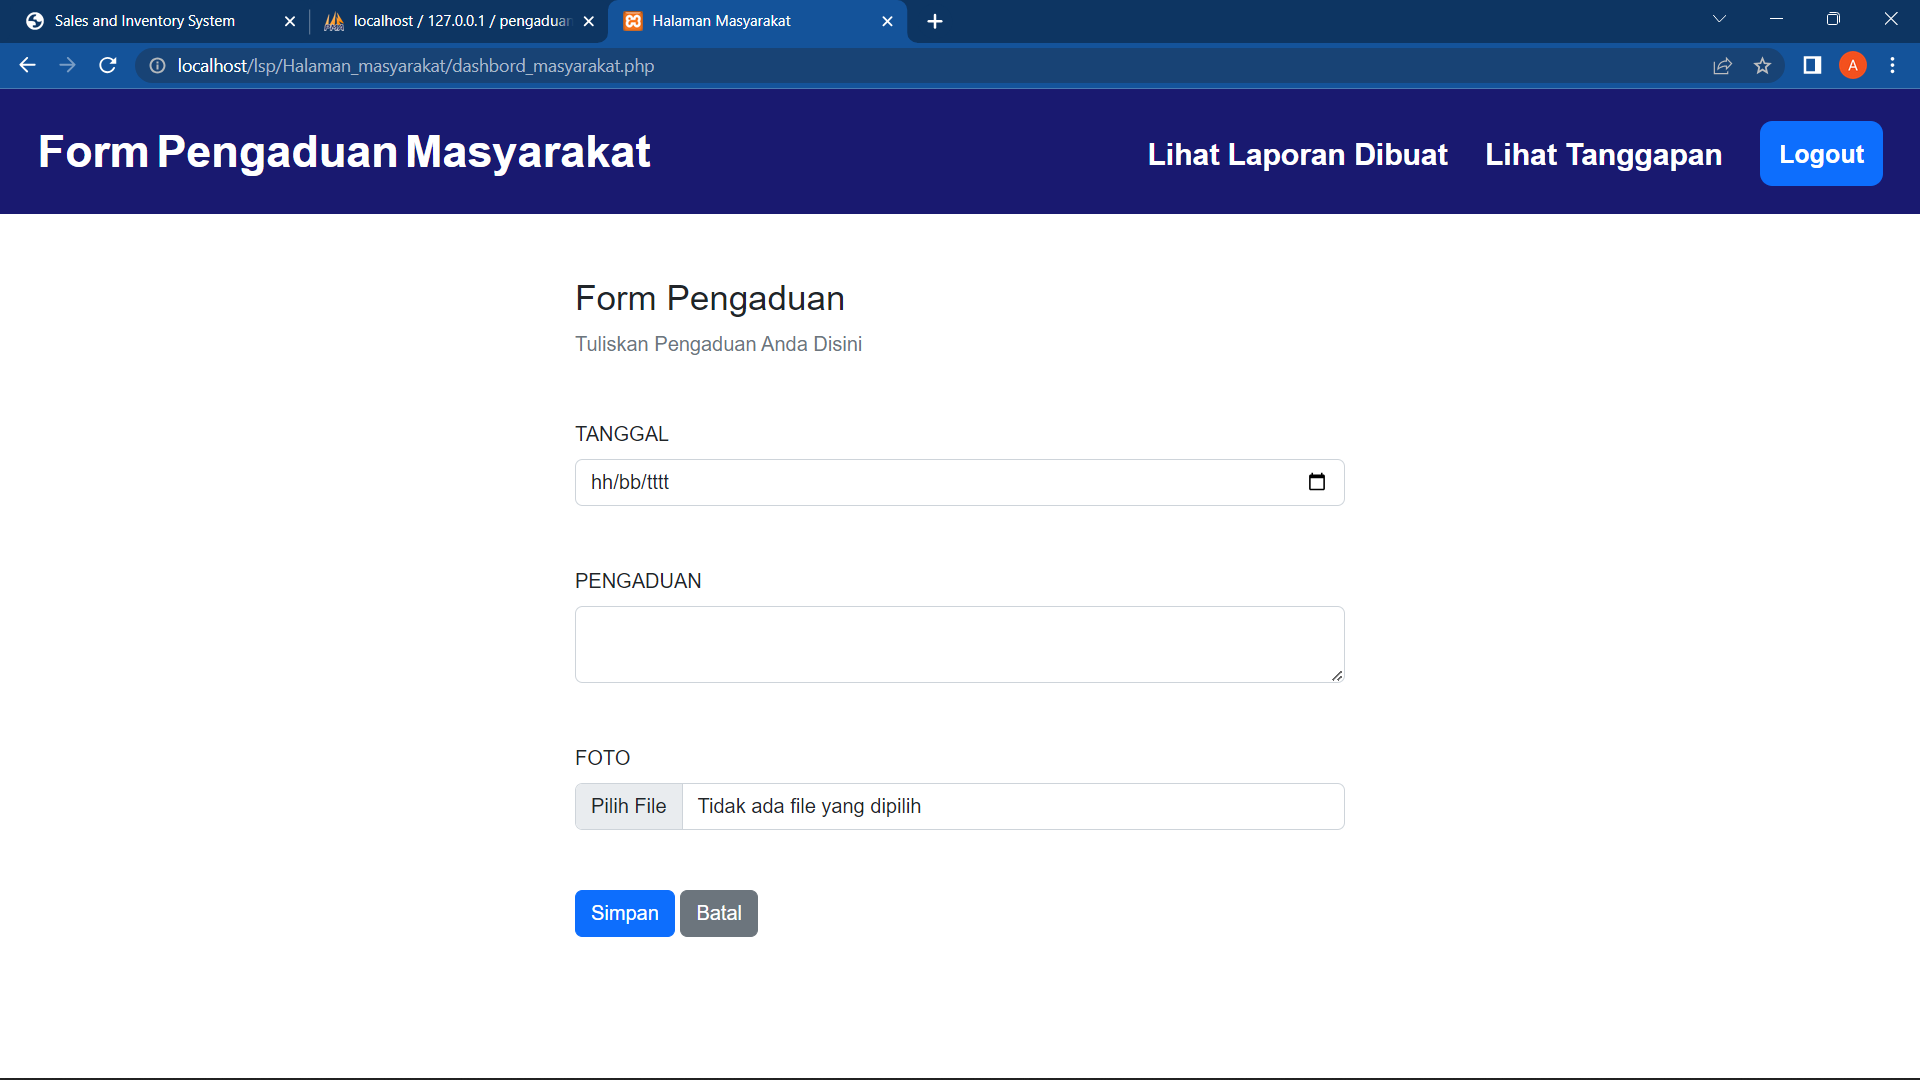 Sales and Inventory System
localhost / 127.0.0.1 / pengaduan
Halaman Masyarakat
localhost/lsp/Halaman_masyarakat/dashbord_masyarakat.php
A
Form Pengaduan Masyarakat
Lihat Laporan Dibuat
Lihat Tanggapan
Logout
Form Pengaduan
Tuliskan Pengaduan Anda Disini
TANGGAL
hh/bb/tttt
PENGADUAN
FOTO
Pilih File
Tidak ada file yang dipilih
Simpan
Batal